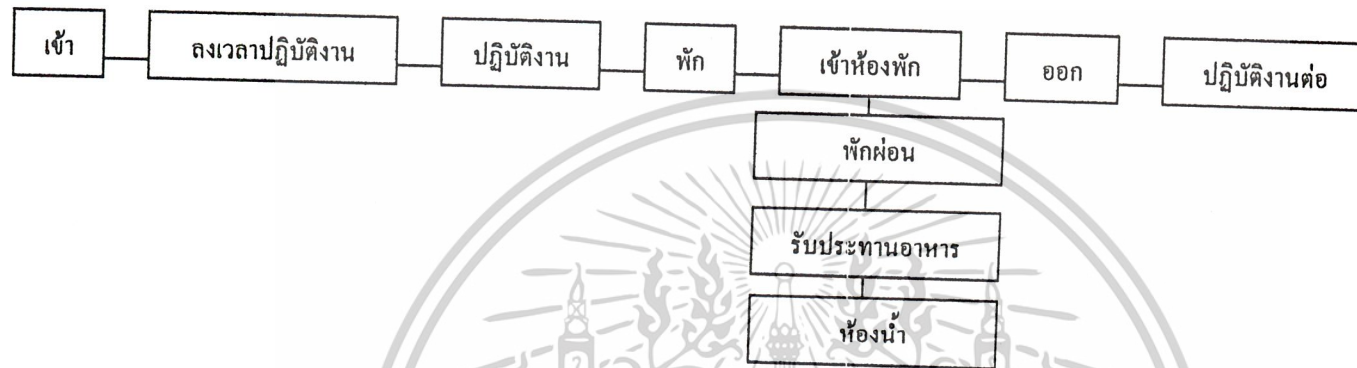 เข้า
ลงเวลาปฏิบัติงาน
ปฏิบัติงาน
พัก
เข้าห้องพัก
ออก
ปฏิบัติงานต่อ
พักผ่อน
รับประทานอาหาร
ห้องน้ำ